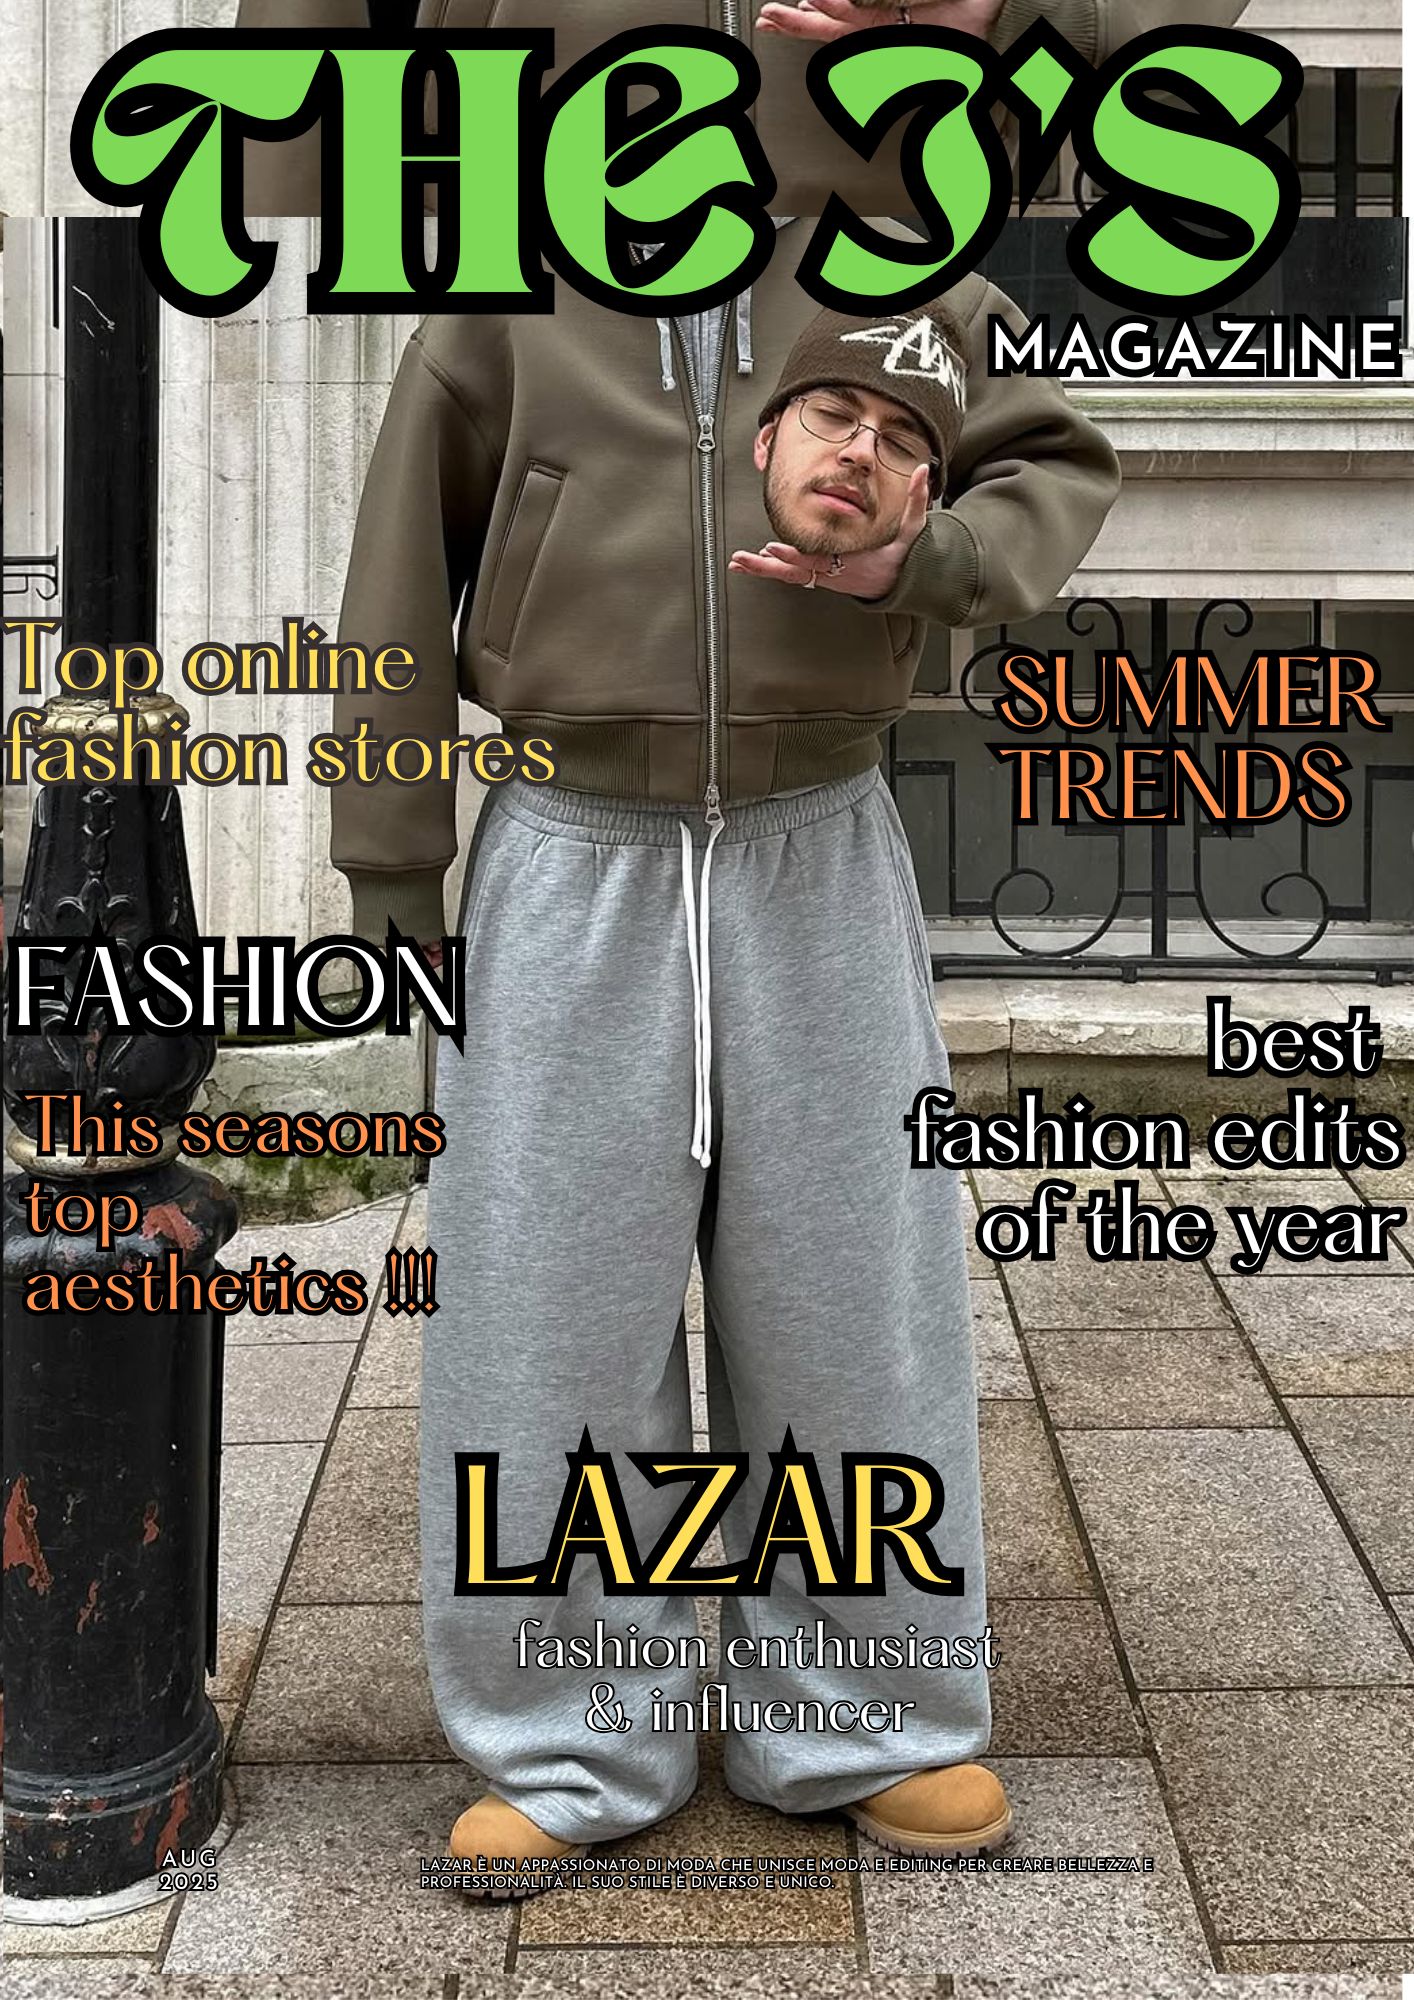 THE J'S
MAGAZINE
Top online
fashion stores
SUMMER
TRENDS
FASHION
This seasons
top
aesthetics !!!
best
fashion edits
of the year
LAZAR
fashion enthusiast
& influencer
AUG
2025
LAZAR È UN APPASSIONATO DI MODA CHE UNISCE MODA E EDITING PER CREARE BELLEZZA E
PROFESSIONALITÀ. IL SUO STILE È DIVERSO E UNICO.